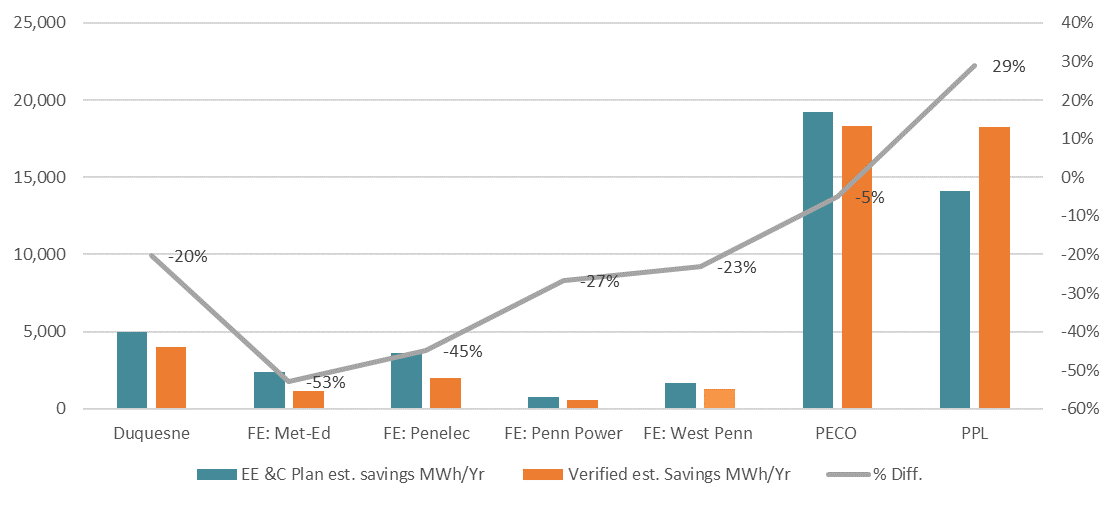 25,000
20,000
15,000
10,000
5,000
0
40%
30%
20%
10%
0%
-10%
-20%
-30%
-40%
-50%
-60%
-20%
-53%
-45%
-27%
-23%
-5%
29%
Duquesne
FE: Met-Ed
FE: Penelec
FE: Penn Power
FE: West Penn
PECO
PPL
EE &C Plan est. savings MWh/Yr
Verified est. Savings MWh/Yr
% Diff.